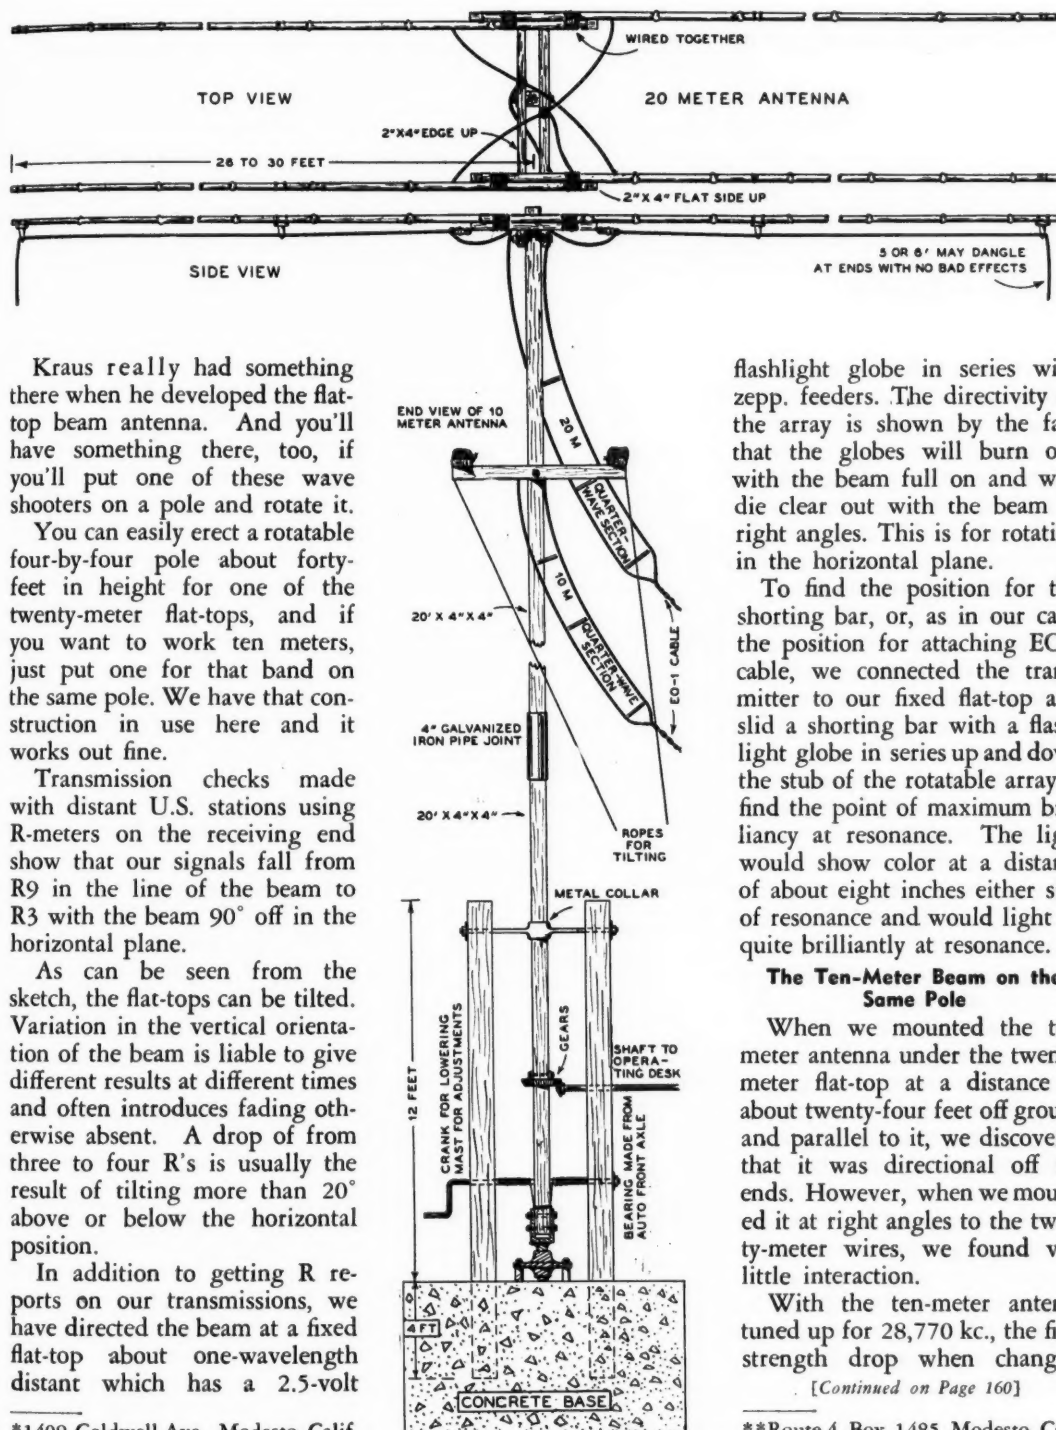 WIRED TOGETHER
TOP VIEW
20 METER ANTENNA
2"X4" EDGE UP
26 TO 30 FEET
2"X 4" FLAT SIDE UP
SIDE VIEW
5 OR 6' MAY DANGLE
AT ENDS WITH NO BAD EFFECTS
Kraus really had something
there when he developed the flat-
top beam antenna. And you'll
have something there, too, if
you'll put one of these wave
shooters on a pole and rotate it.
You can easily erect a rotatable
four-by-four pole about forty-
feet in height for one of the
twenty-meter flat-tops, and if
you want to work ten meters,
just put one for that band on
the same pole. We have that con-
struction in use here and it
works out fine.
Transmission checks made
with distant U.S. stations using
R-meters on the receiving end
show that our signals fall from
R9 in the line of the beam to
R3 with the beam 90° off in the
horizontal plane.
As can be seen from the
sketch, the flat-tops can be tilted.
Variation in the vertical orienta-
tion of the beam is liable to give
different results at different times
and often introduces fading oth-
erwise absent. A drop of from
three to four R's is usually the
result of tilting more than 20°
above or below the horizontal
position.
In addition to getting R re-
ports on our transmissions, we
have directed the beam at a fixed
flat-top about one-wavelength
distant which has a 2.5-volt
END VIEW OF 10
METER ANTENNA
20 M
QUARTER-
WAVE SECTION
10 M
QUARTER-WAVE
SECTION
EO-1 CABLE
20' X 4"X 4"
4" GALVANIZED
IRON PIPE JOINT
20' X 4"X 4"
ROPES
FOR
TILTING
METAL COLLAR
12 FEET
CRANK FOR LOWERING
MAST FOR ADJUSTMENTS
GEARS
SHAFT TO
OPERA-
TING DESK
BEARING MADE FROM
AUTO FRONT AXLE
4 FT
CONCRETE BASE
flashlight globe in series wi
zepp. feeders. The directivity
the array is shown by the fa
that the globes will burn o
with the beam full on and w
die clear out with the beam
right angles. This is for rotati
in the horizontal plane.
To find the position for t
shorting bar, or, as in our ca
the position for attaching EC
cable, we connected the tran
mitter to our fixed flat-top a
slid a shorting bar with a flas
light globe in series up and dov
the stub of the rotatable array
find the point of maximum b
liancy at resonance. The lig
would show color at a distan
of about eight inches either s
of resonance and would light
quite brilliantly at resonance.
The Ten-Meter Beam on the
Same Pole
When we mounted the t
meter antenna under the twen
meter flat-top at a distance
about twenty-four feet off grou
and parallel to it, we discove
that it was directional off
ends. However, when we mou
ed it at right angles to the tw
ty-meter wires, we found v
little interaction.
With the ten-meter anten
tuned up for 28,770 kc., the fi
strength drop when chang
[Continued on Page 160]